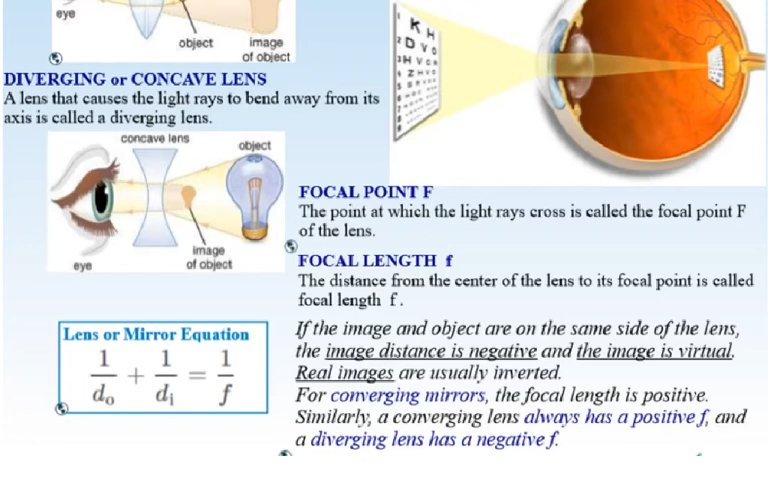 eye
object
image
of object
DIVERGING or CONCAVE LENS
A lens that causes the light rays to bend away from its
axis is called a diverging lens.
concave lens
object
image
of object
eye
K H
D V O
H V C R
FOCAL POINT F
The point at which the light rays cross is called the focal point F
of the lens.
FOCAL LENGTH f
The distance from the center of the lens to its focal point is called
focal length f.
Lens or Mirror Equation
1/dₒ + 1/dᵢ = 1/f
If the image and object are on the same side of the lens,
the image distance is negative and the image is virtual.
Real images are usually inverted.
For converging mirrors, the focal length is positive.
Similarly, a converging lens always has a positive f, and
a diverging lens has a negative f.